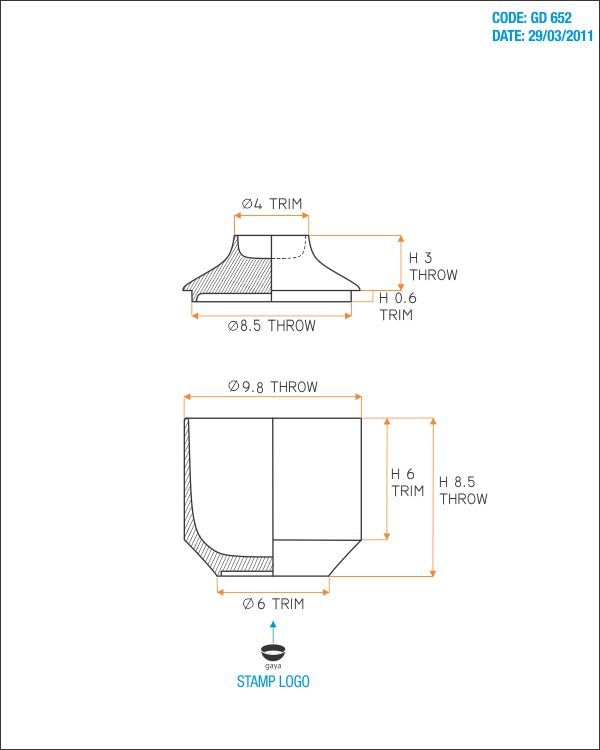 CODE: GD 652
DATE: 29/03/2011
Ø4 TRIM
H 3
THROW
H 0.6
TRIM
Ø8.5 THROW
Ø9.8 THROW
H 6
TRIM
H 8.5
THROW
Ø6 TRIM
gaya
STAMP LOGO